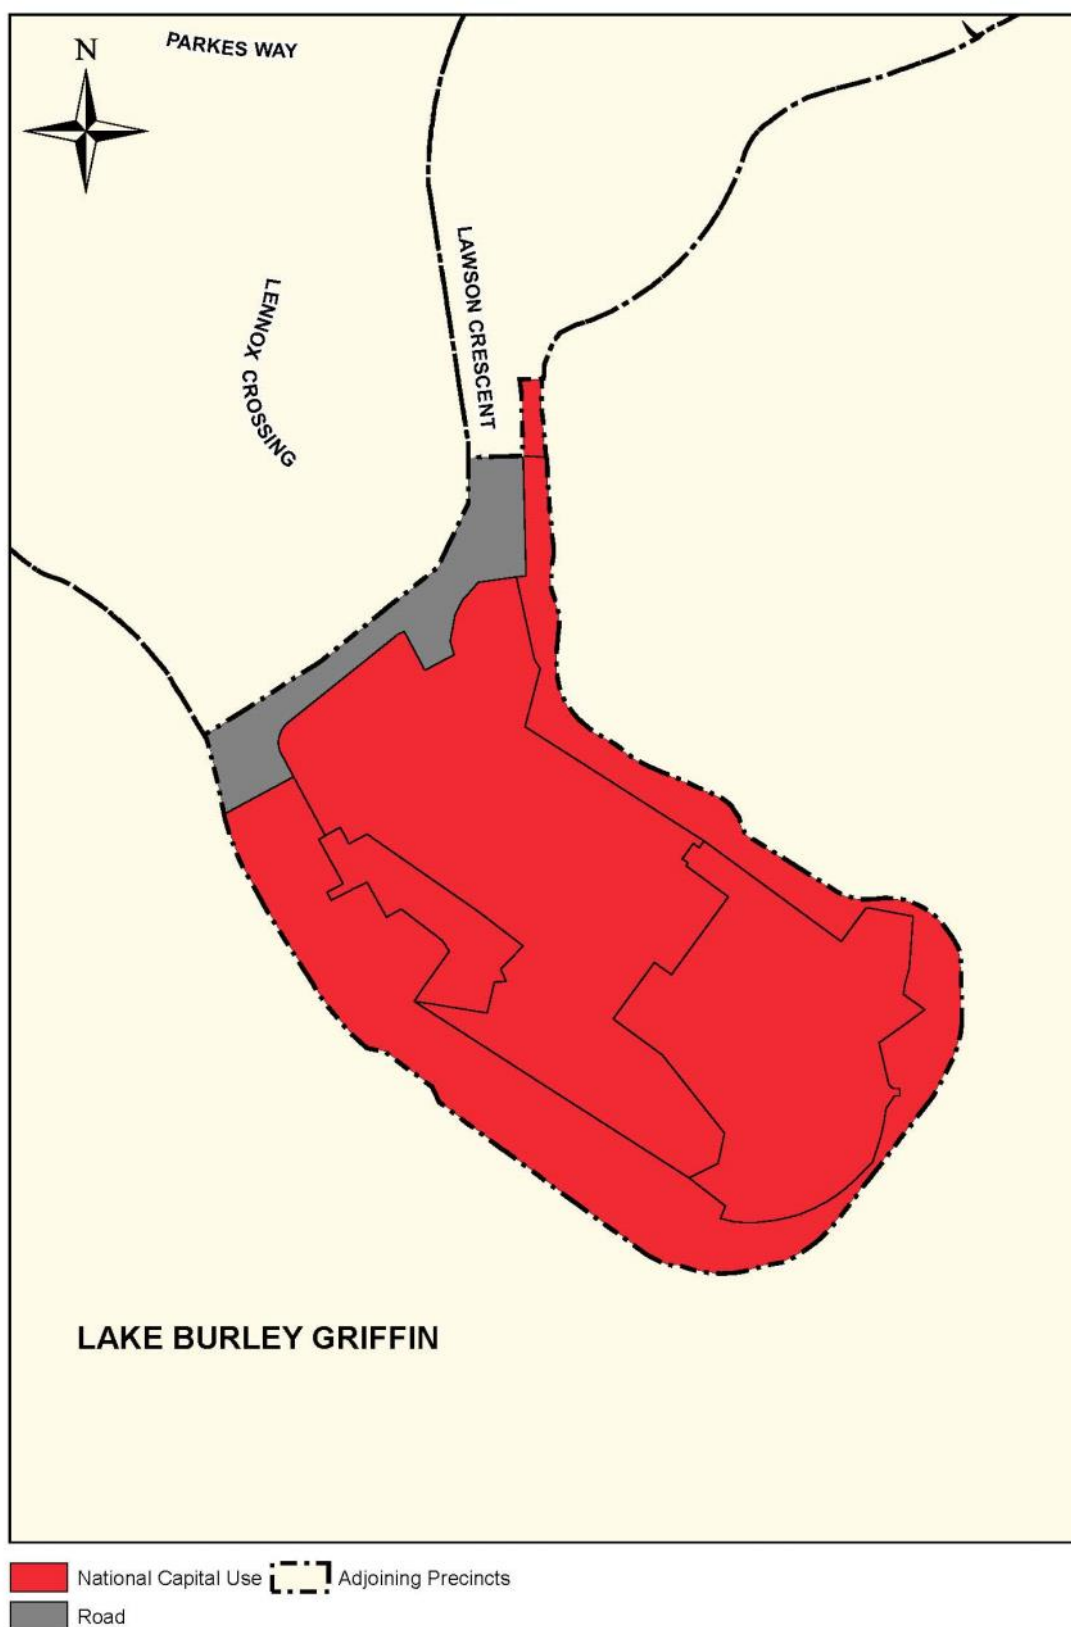 N
PARKES WAY
LAWSON CRESCENT
LENNOX CROSSING
LAKE BURLEY GRIFFIN
National Capital Use
Adjoining Precincts
Road